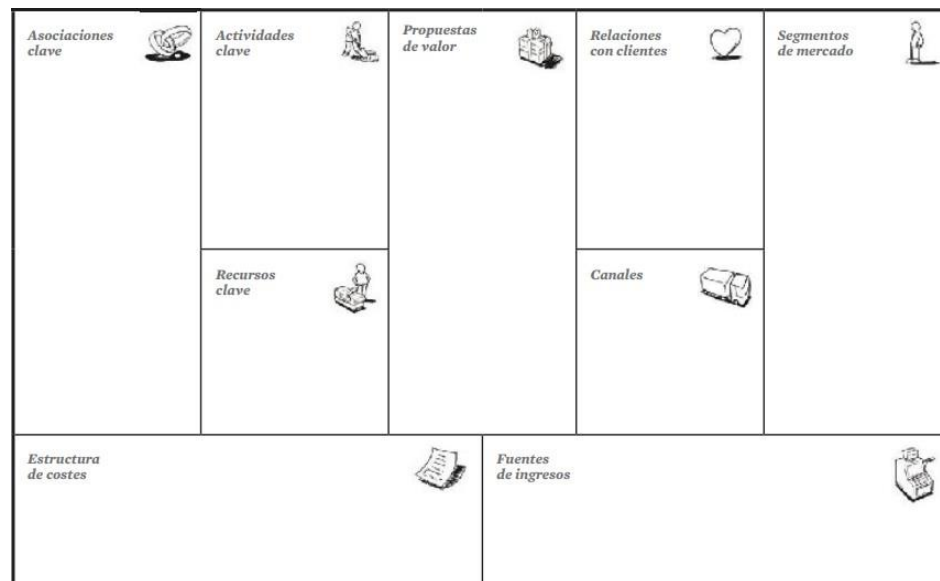 Asociaciones
clave
Actividades
clave
Propuestas
de valor
Relaciones
con clientes
Segmentos
de mercado
Recursos
clave
Canales
Estructura
de costes
Fuentes
de ingresos